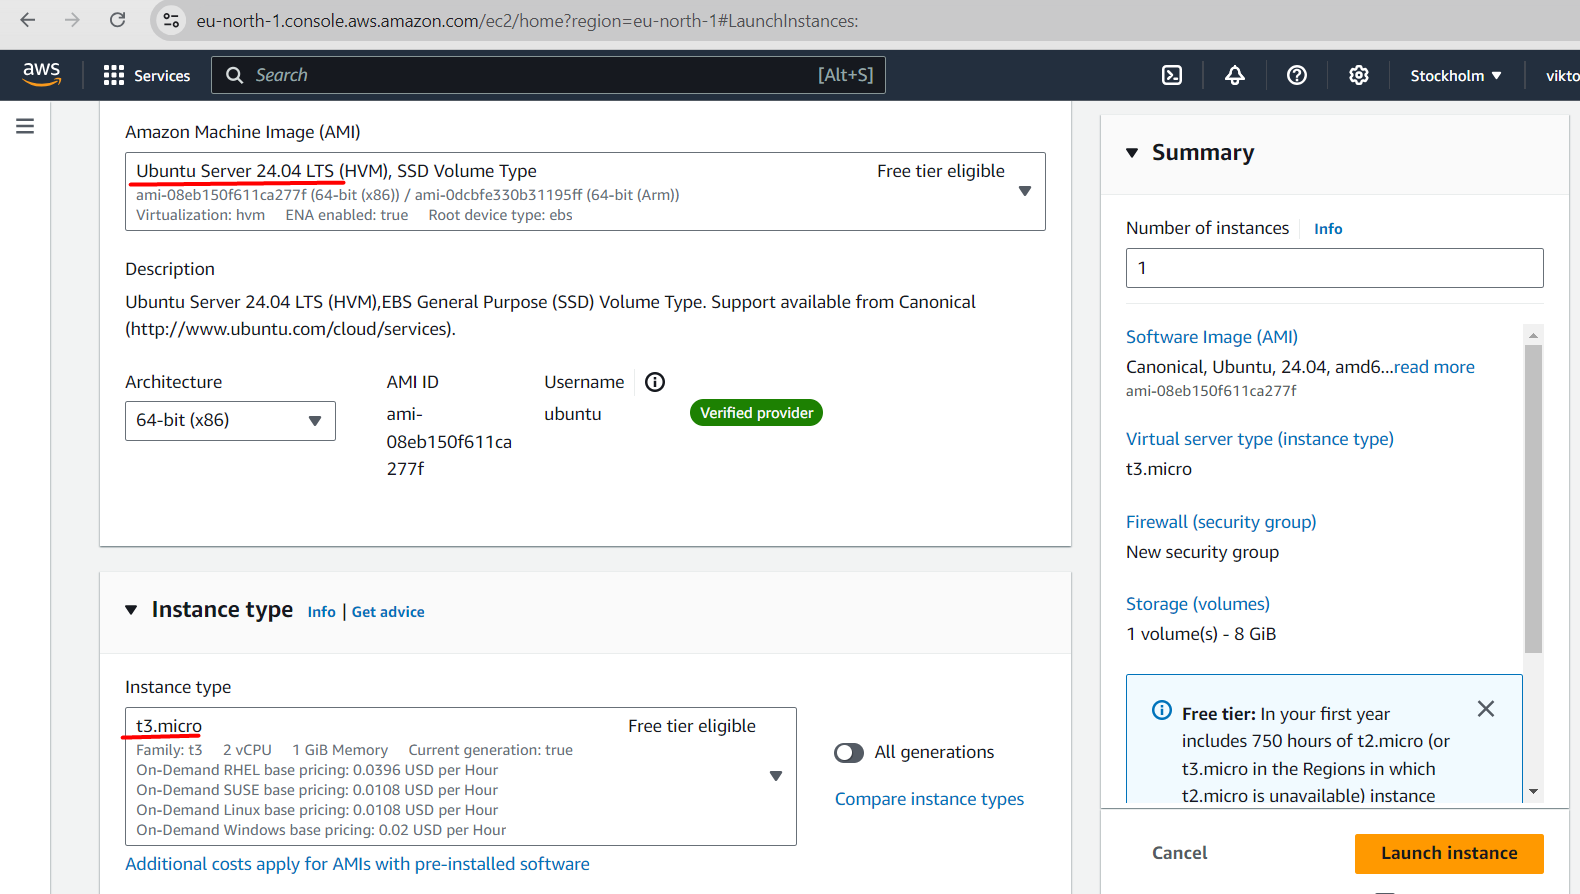 eu-north-1.console.aws.amazon.com/ec2/home?region=eu-north-1#LaunchInstances:
aws
Services
Search
[Alt+S]
Stockholm
vikto
Amazon Machine Image (AMI)
Ubuntu Server 24.04 LTS (HVM), SSD Volume Type
Free tier eligible
ami-08eb150f611ca277f (64-bit (x86)) / ami-0dcbfe330b31195ff (64-bit (Arm))
Virtualization: hvm ENA enabled: true Root device type: ebs
Description
Ubuntu Server 24.04 LTS (HVM),EBS General Purpose (SSD) Volume Type. Support available from Canonical
(http://www.ubuntu.com/cloud/services).
Architecture
64-bit (x86)
AMI ID
ami-
08eb150f611ca
277f
Username
ubuntu
Verified provider
Instance type
Info | Get advice
Instance type
t3.micro
Free tier eligible
Family: t3 2 vCPU 1 GiB Memory Current generation: true
On-Demand RHEL base pricing: 0.0396 USD per Hour
On-Demand SUSE base pricing: 0.0108 USD per Hour
On-Demand Linux base pricing: 0.0108 USD per Hour
On-Demand Windows base pricing: 0.02 USD per Hour
All generations
Compare instance types
Additional costs apply for AMIs with pre-installed software
Summary
Number of instances
Info
1
Software Image (AMI)
Canonical, Ubuntu, 24.04, amd6...read more
ami-08eb150f611ca277f
Virtual server type (instance type)
t3.micro
Firewall (security group)
New security group
Storage (volumes)
1 volume(s) - 8 GiB
Free tier: In your first year
includes 750 hours of t2.micro (or
t3.micro in the Regions in which
t2.micro is unavailable) instance
Cancel
Launch instance